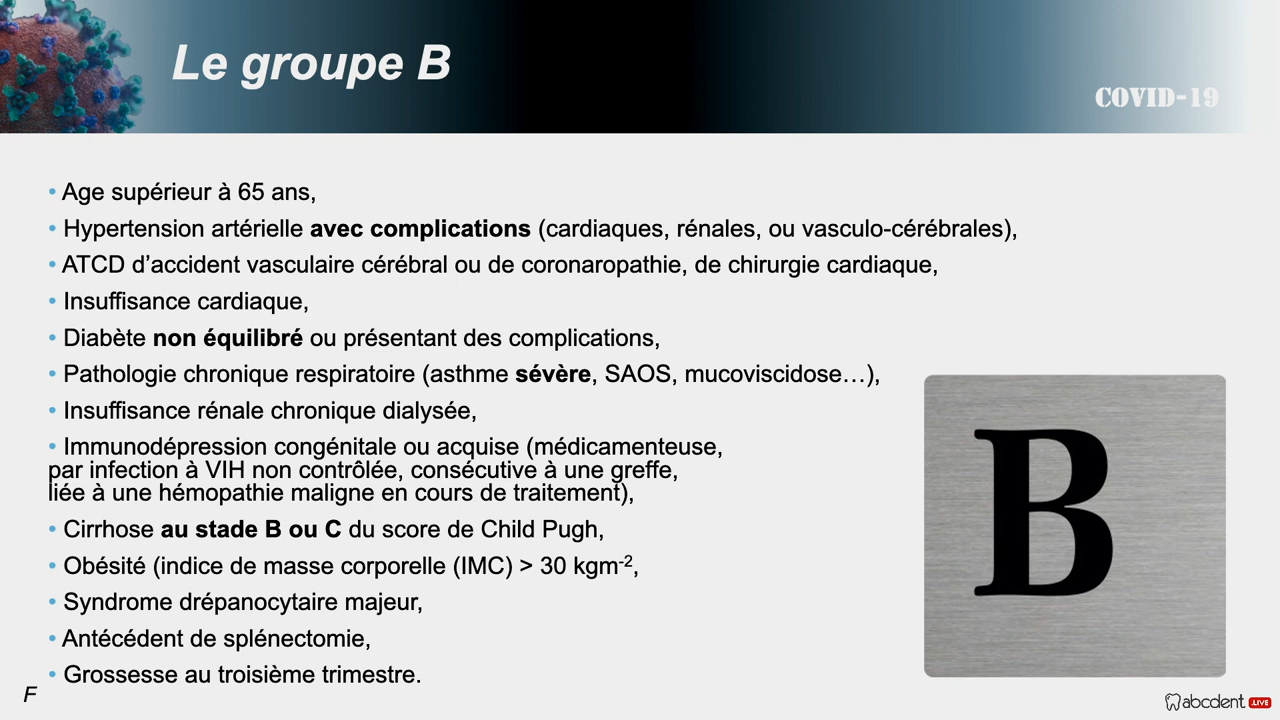 Le groupe B
COVID-19
• Age supérieur à 65 ans,
• Hypertension artérielle avec complications (cardiaques, rénales, ou vasculo-cérébrales),
• ATCD d’accident vasculaire cérébral ou de coronaropathie, de chirurgie cardiaque,
• Insuffisance cardiaque,
• Diabète non équilibré ou présentant des complications,
• Pathologie chronique respiratoire (asthme sévère, SAOS, mucoviscidose…),
• Insuffisance rénale chronique dialysée,
• Immunodépression congénitale ou acquise (médicamenteuse,
par infection à VIH non contrôlée, consécutive à une greffe,
liée à une hémopathie maligne en cours de traitement),
• Cirrhose au stade B ou C du score de Child Pugh,
• Obésité (indice de masse corporelle (IMC) > 30 kgm-2,
• Syndrome drépanocytaire majeur,
• Antécédent de splénectomie,
• Grossesse au troisième trimestre.
B
F
abcdent LIVE